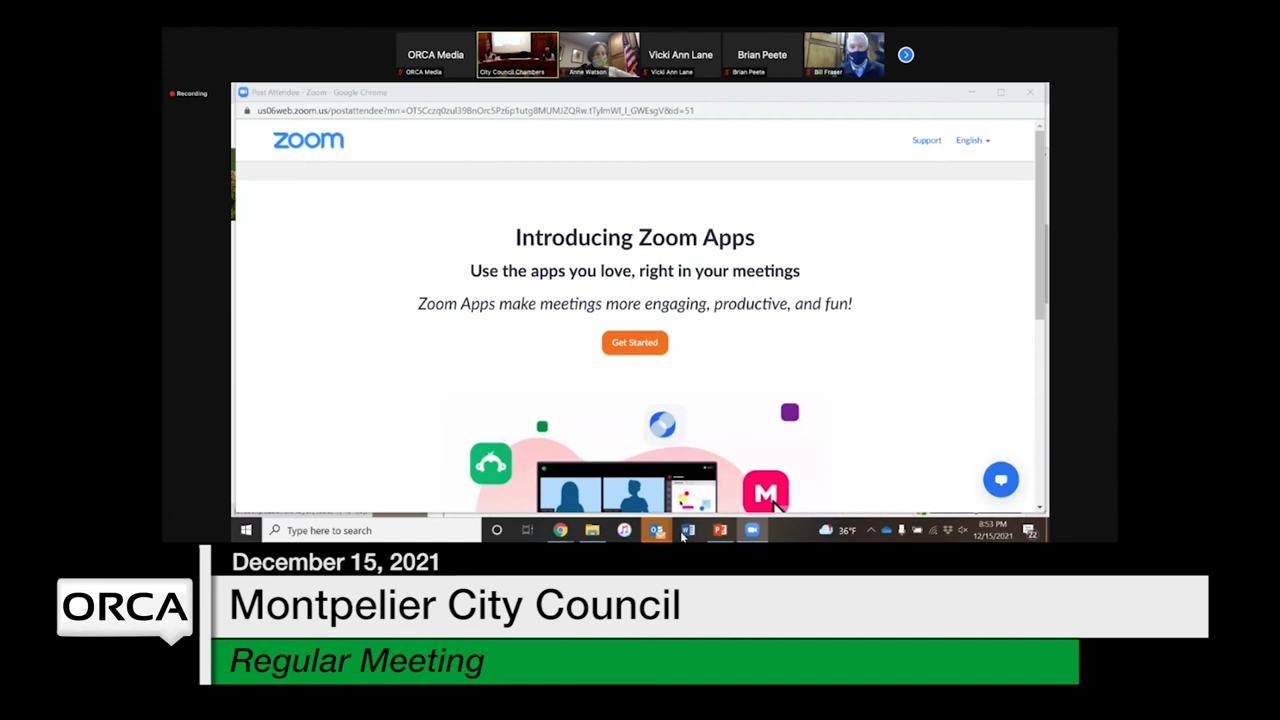 ORCA Media
Vicki Ann Lane
Brian Peete
ORCA Media
City Council Chambers
Anne Watson
Vicki Ann Lane
Brian Peete
Bill Fraser
Recording
Post Attendee - Zoom - Google Chrome
zoom
Support
English
Introducing Zoom Apps
Use the apps you love, right in your meetings
Zoom Apps make meetings more engaging, productive, and fun!
Get Started
M
Type here to search
36°F
8:53 PM
12/15/2021
22
December 15, 2021
ORCA
Montpelier City Council
Regular Meeting